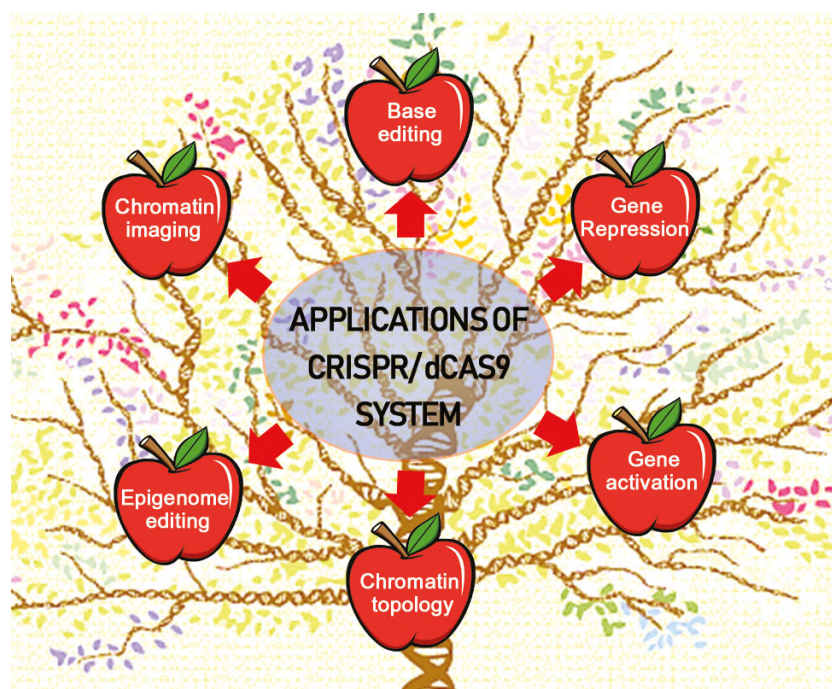 Base
editing
Chromatin
imaging
Gene
Repression
APPLICATIONS OF
CRISPR/dCAS9
SYSTEM
Epigenome
editing
Gene
activation
Chromatin
topology